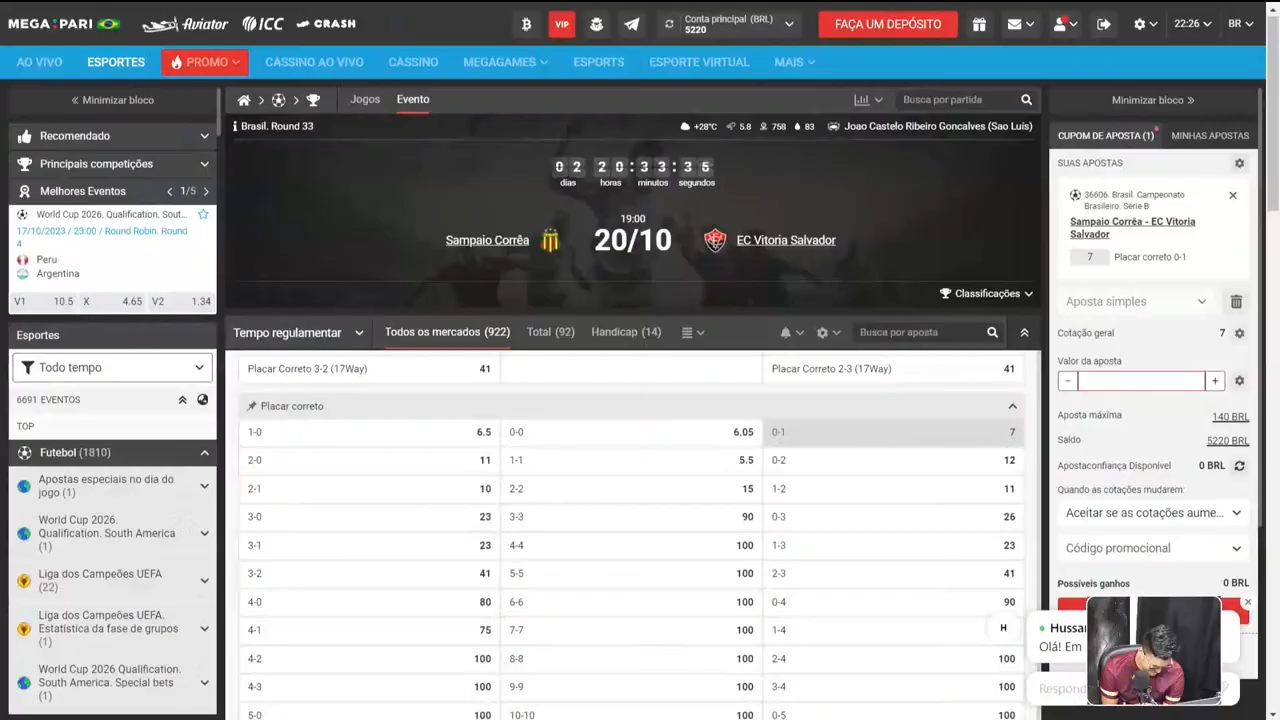 MEGA:PARI
Aviator
ICC
CRASH
VIP
Conta principal (BRL)
5220
FAÇA UM DEPÓSITO
22:26
BR
AO VIVO
ESPORTES
PROMO
CASSINO AO VIVO
CASSINO
MEGAGAMES
ESPORTS
ESPORTE VIRTUAL
MAIS
Minimizar bloco
Recomendado
Principais competições
Melhores Eventos
1/5
World Cup 2026. Qualification. Sout...
17/10/2023 / 23:00 / Round Robin. Round
4
Peru
Argentina
V1 10.5 X 4.65 V2 1.34
Esportes
Todo tempo
6691 EVENTOS
TOP
Futebol (1810)
Apostas especiais no dia do
jogo (1)
World Cup 2026.
Qualification. South America
(1)
Liga dos Campeões UEFA
(22)
Liga dos Campeões UEFA.
Estatística da fase de grupos
(1)
World Cup 2026 Qualification.
South America. Special bets
(1)
Jogos
Evento
Busca por partida
Brasil. Round 33
+28°C 5.8 758 83 Joao Castelo Ribeiro Goncalves (Sao Luís)
02 20:33:35
dias horas minutos segundos
19:00
Sampaio Corrêa 20/10 EC Vitoria Salvador
Classificações
Tempo regulamentar
Todos os mercados (922)
Total (92)
Handicap (14)
Busca por aposta
Placar Correto 3-2 (17Way) 41 Placar Correto 2-3 (17Way) 41
Placar correto
1-0 6.5 0-0 6.05 0-1 7
2-0 11 1-1 5.5 0-2 12
2-1 10 2-2 15 1-2 11
3-0 23 3-3 90 0-3 26
3-1 23 4-4 100 1-3 23
3-2 41 5-5 100 2-3 41
4-0 80 6-6 100 0-4 90
4-1 75 7-7 100 1-4
4-2 100 8-8 100 2-4 100
4-3 100 9-9 100 3-4 100
5-0 100 10-10 100 0-5 100
Minimizar bloco
CUPOM DE APOSTA (1)
MINHAS APOSTAS
SUAS APOSTAS
36606. Brasil. Campeonato
Brasileiro. Série B
Sampaio Corrêa - EC Vitoria
Salvador
7 Placar correto 0-1
Aposta simples
Cotação geral 7
Valor da aposta
Aposta máxima 140 BRL
Saldo 5220 BRL
Apostaconfiança Disponível 0 BRL
Quando as cotações mudarem:
Aceitar se as cotações aume...
Código promocional
Possíveis ganhos 0 BRL
H
Olá! Em